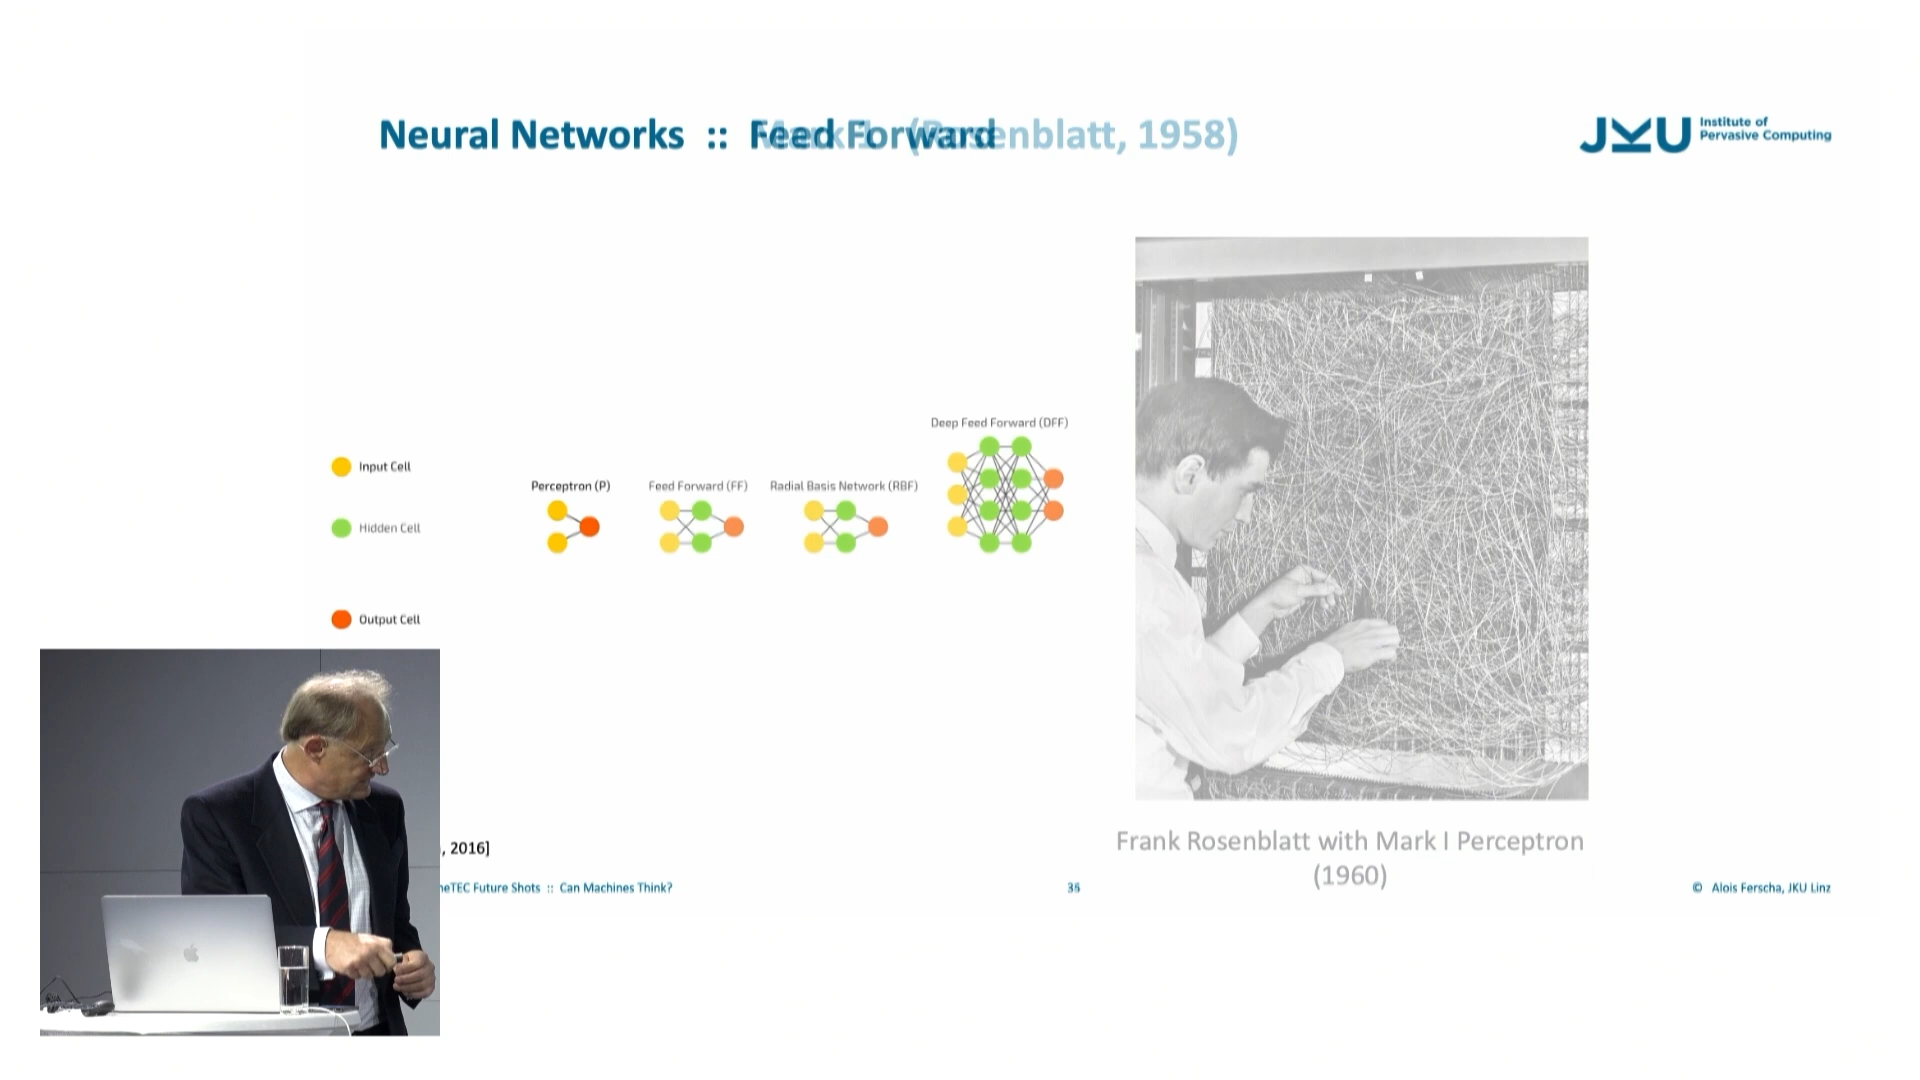 Neural Networks :: Feed Forward
(Rosenblatt, 1958)
JKU Institute of
Pervasive Computing
Deep Feed Forward (DFF)
Input Cell
Perceptron (P)
Feed Forward (FF)
Radial Basis Network (RBF)
Hidden Cell
Output Cell
Frank Rosenblatt with Mark I Perceptron
(1960)
, 2016]
neTEC Future Shots :: Can Machines Think?
© Alois Ferscha, JKU Linz